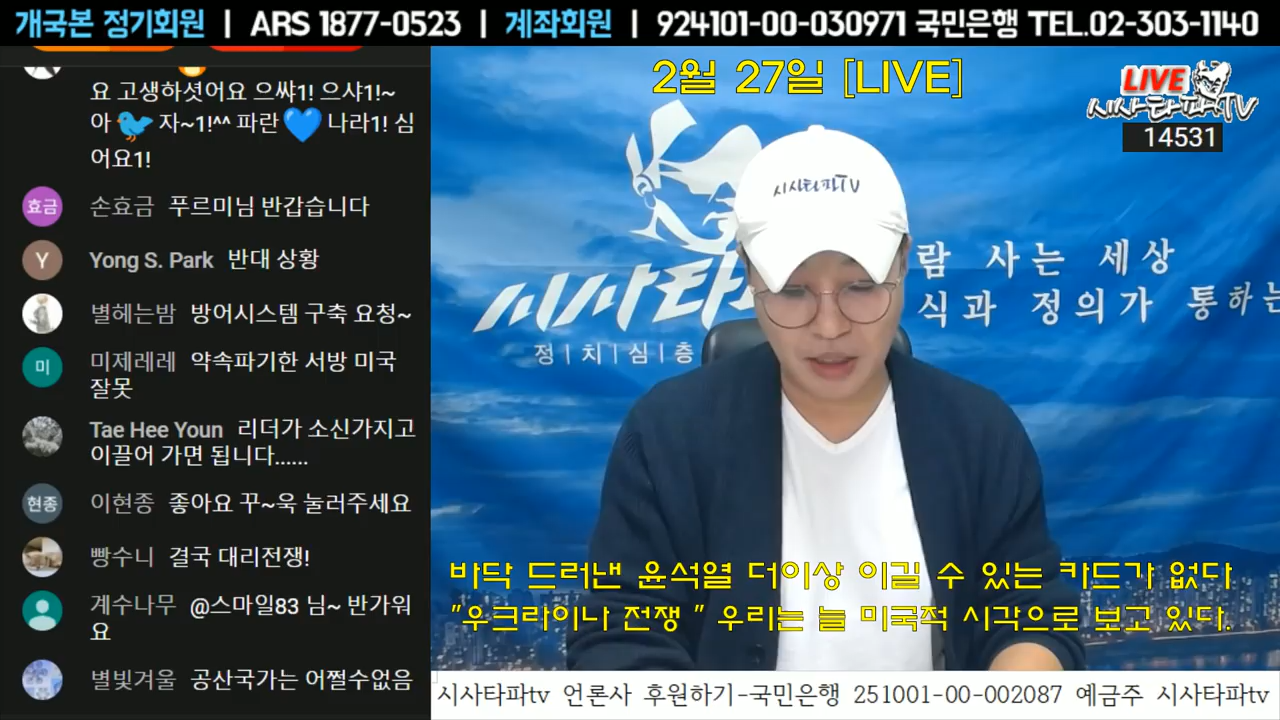 개국본 정기회원 | ARS 1877-0523 | 계좌회원 | 924101-00-030971 국민은행 TEL.02-303-1140
요 고생하셧어요 으쌰1! 으샤1!~
아🐦자~1!^^ 파란💙나라1! 심
어요1!
효금 손효금 푸르미님 반갑습니다
Y Yong S. Park 반대 상황
별헤는밤 방어시스템 구축 요청~
미 미제레레 약속파기한 서방 미국
잘못
Tae Hee Youn 리더가 소신가지고
이끌어 가면 됩니다......
현종 이현종 좋아요 꾸~욱 눌러주세요
빵수니 결국 대리전쟁!
계수나무 @스마일83 님~ 반가워
요
별빛겨울 공산국가는 어쩔수없음
2월 27일 [LIVE]
LIVE
시사타파TV
14531
시사타파TV
람 사는 세상
식과 정의가 통하는
시사타
정|치|심|층
바닥 드러낸 윤석열 더이상 이길 수 있는 카드가 없다
"우크라이나 전쟁 " 우리는 늘 미국적 시각으로 보고 있다.
시사타파tv 언론사 후원하기-국민은행 251001-00-002087 예금주 시사타파tv